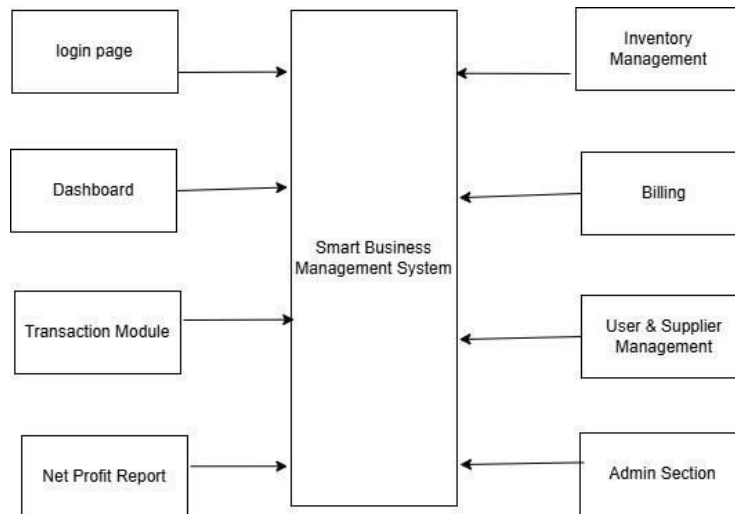 login page
Dashboard
Transaction Module
Net Profit Report
Smart Business
Management System
Inventory
Management
Billing
User & Supplier
Management
Admin Section